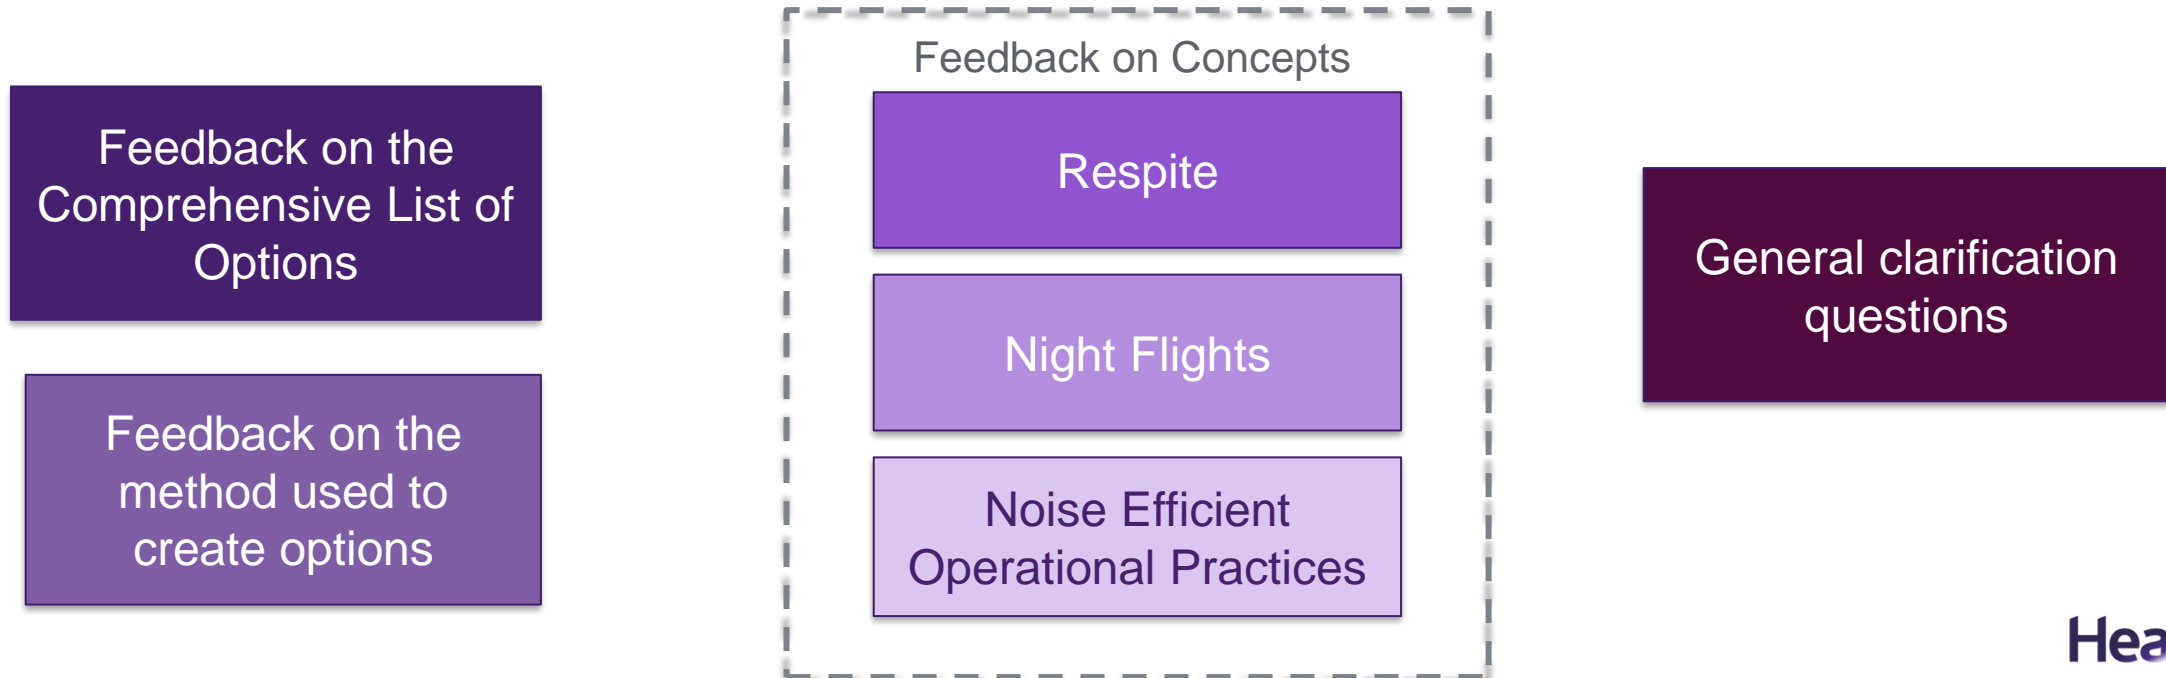 Feedback on the
Comprehensive List of
Options
Feedback on the
method used to
create options
Feedback on Concepts
Respite
Night Flights
Noise Efficient
Operational Practices
General clarification
questions
Hea